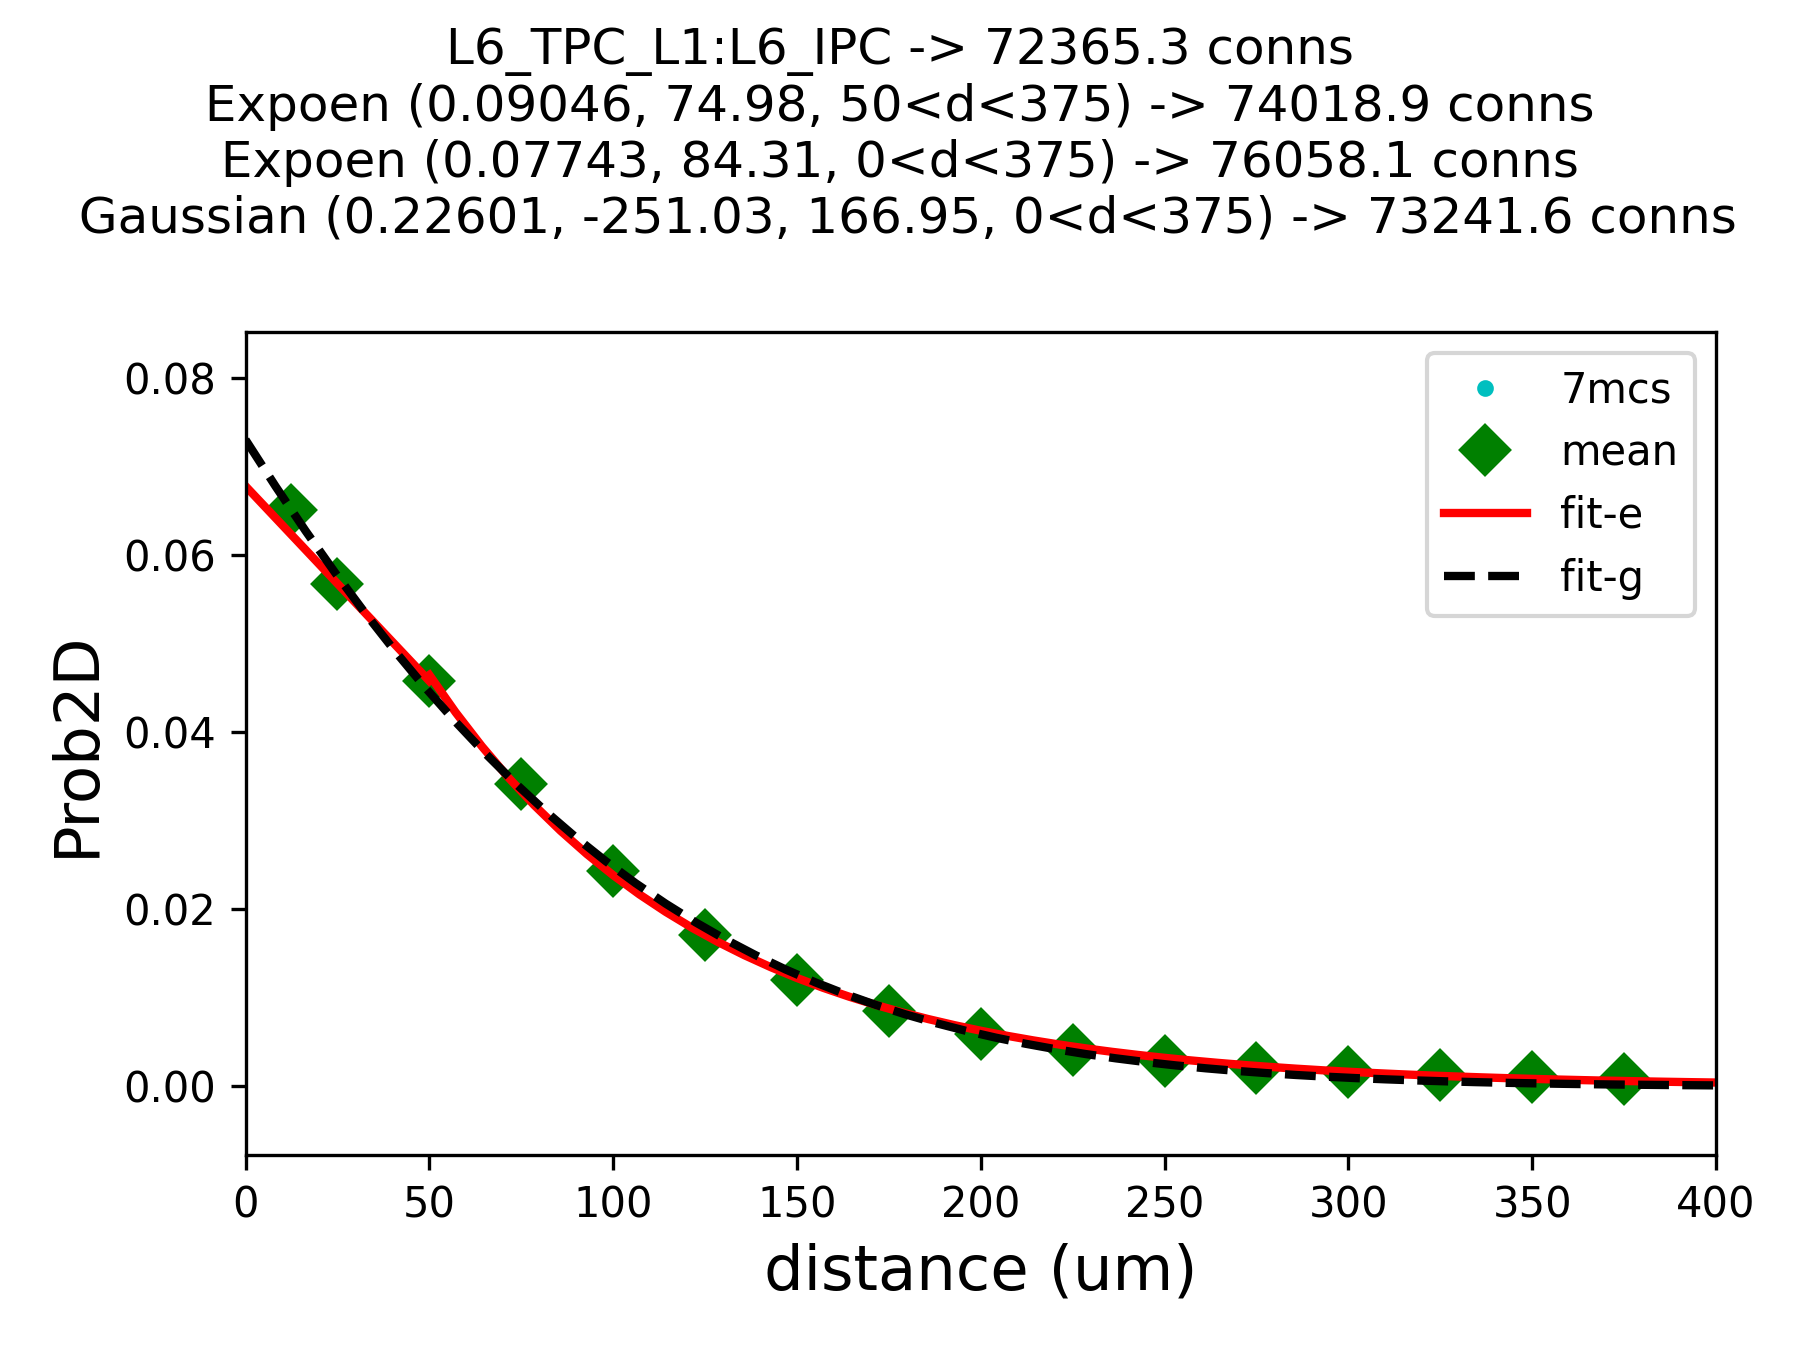 L6_TPC_L1:L6_IPC -> 72365.3 conns
Expoen (0.09046, 74.98, 50<d<375) -> 74018.9 conns
Expoen (0.07743, 84.31, 0<d<375) -> 76058.1 conns
Gaussian (0.22601, -251.03, 166.95, 0<d<375) -> 73241.6 conns
0.08
0.06
0.04
0.02
0.00
Prob2D
7mcs
mean
fit-e
fit-g
0 50 100 150 200 250 300 350 400
distance (um)